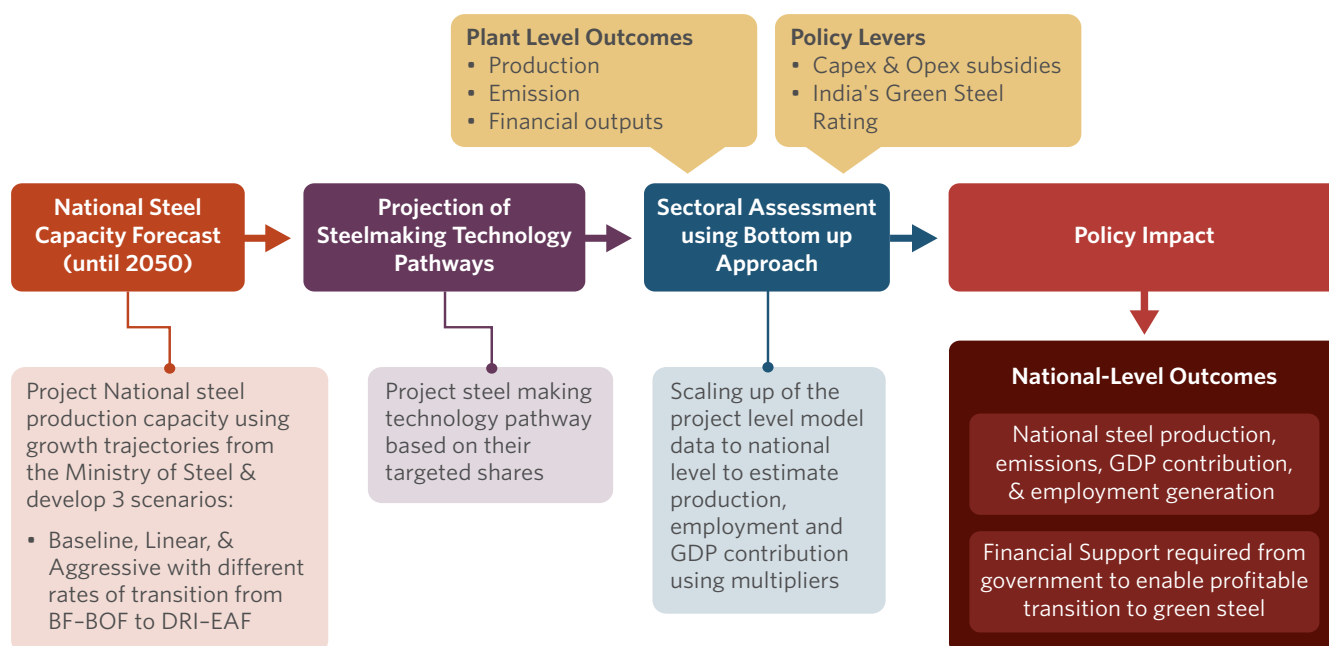 Plant Level Outcomes
• Production
• Emission
• Financial outputs
Policy Levers
• Capex & Opex subsidies
• India's Green Steel
Rating
National Steel
Capacity Forecast
(until 2050)
Projection of
Steelmaking Technology
Pathways
Sectoral Assessment
using Bottom up
Approach
Policy Impact
Project National steel
production capacity using
growth trajectories from
the Ministry of Steel &
develop 3 scenarios:
• Baseline, Linear, &
Aggressive with different
rates of transition from
BF–BOF to DRI–EAF
Project steel making
technology pathway
based on their
targeted shares
Scaling up of the
project level model
data to national
level to estimate
production,
employment and
GDP contribution
using multipliers
National-Level Outcomes
National steel production,
emissions, GDP contribution,
& employment generation
Financial Support required from
government to enable profitable
transition to green steel